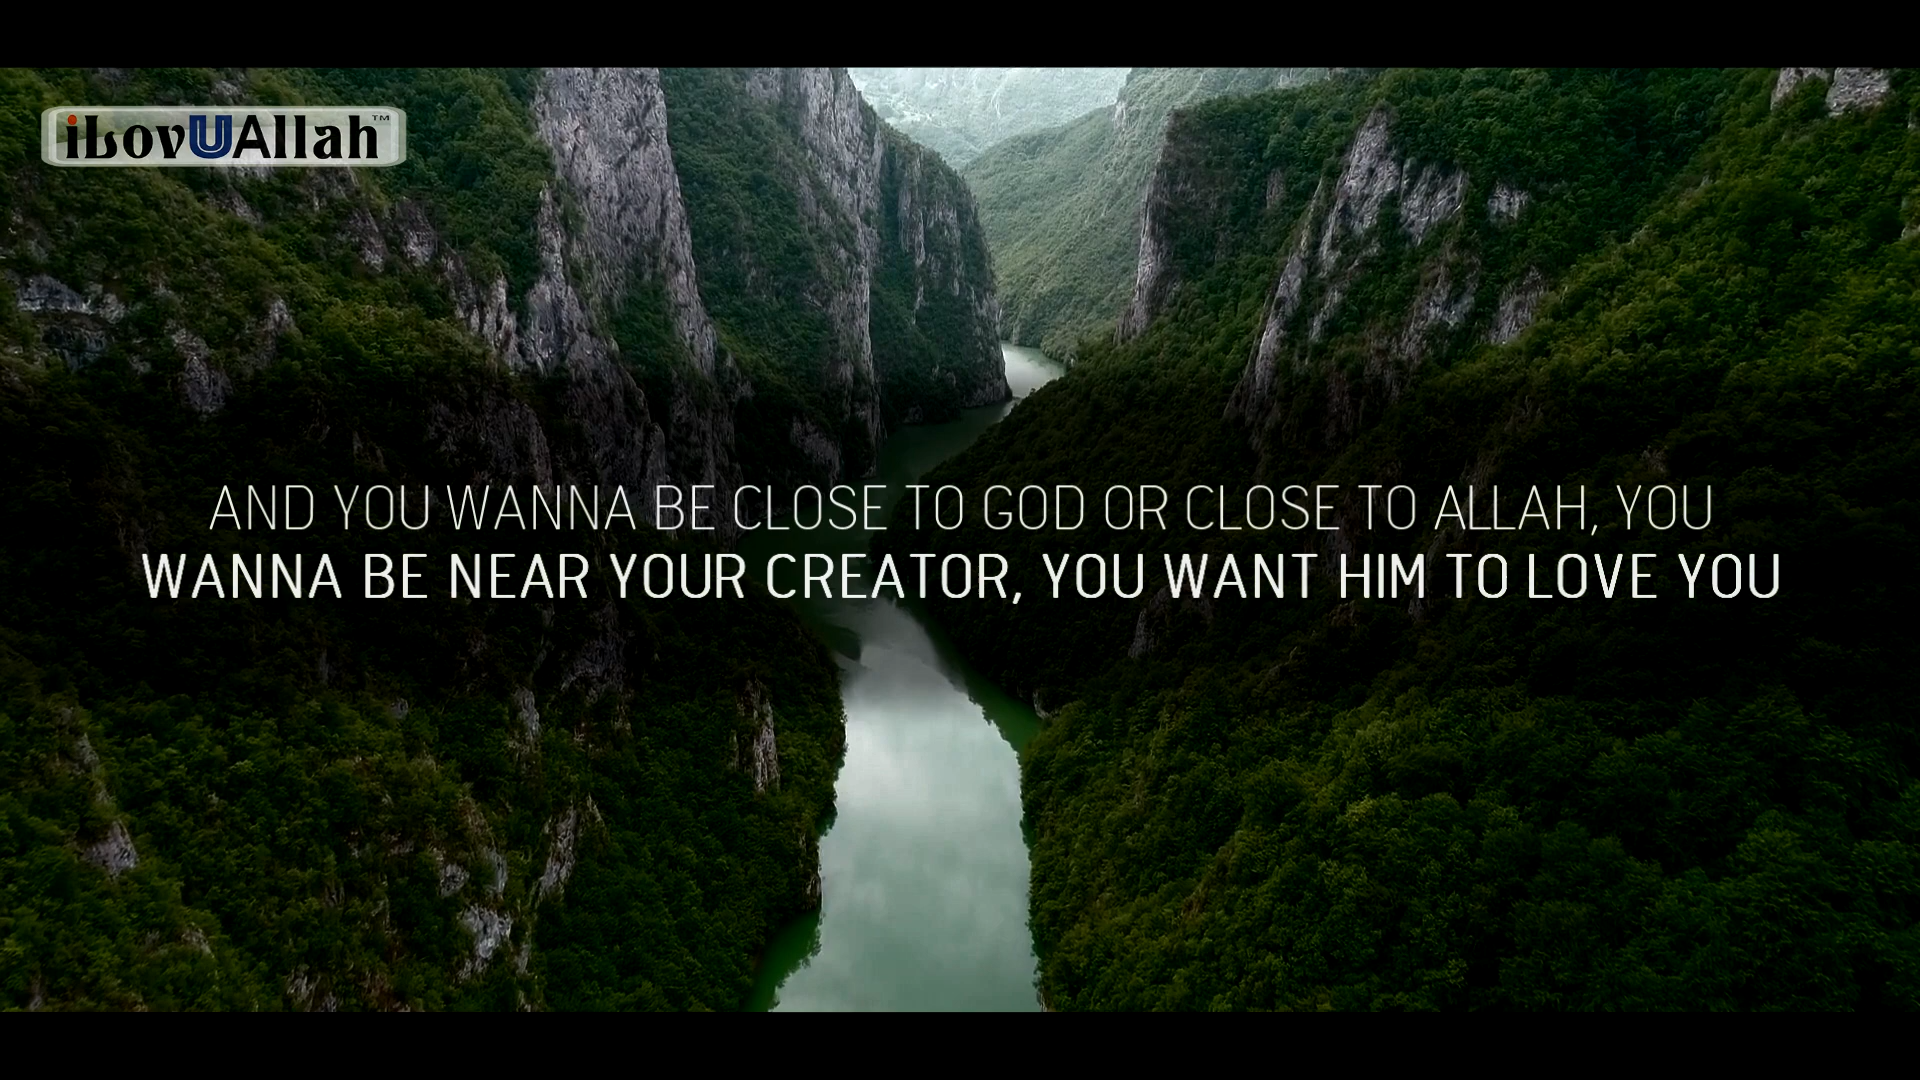 iLovUAllah™
AND YOU WANNA BE CLOSE TO GOD OR CLOSE TO ALLAH, YOU
WANNA BE NEAR YOUR CREATOR, YOU WANT HIM TO LOVE YOU